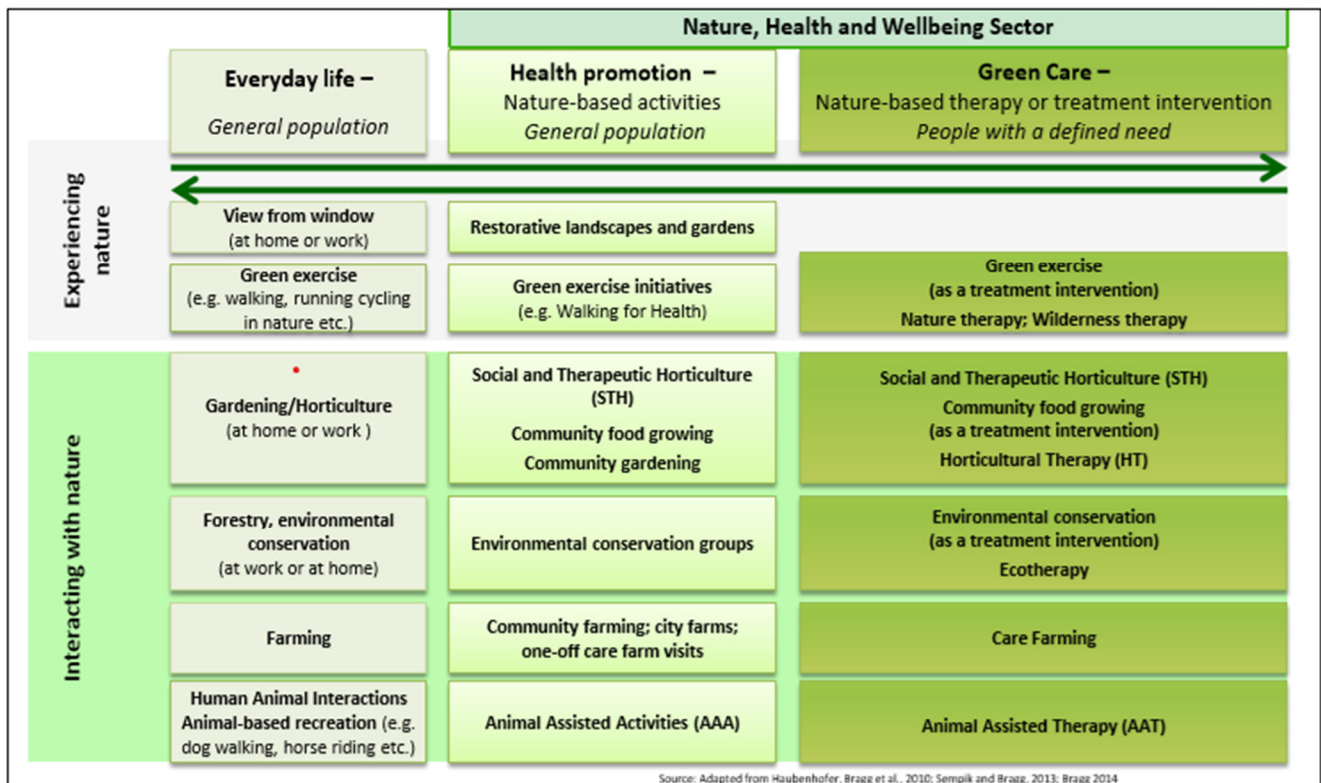 Nature, Health and Wellbeing Sector
Everyday life –
General population
Health promotion –
Nature-based activities
General population
Green Care –
Nature-based therapy or treatment intervention
People with a defined need
Experiencing
nature
View from window
(at home or work)
Restorative landscapes and gardens
Green exercise
(e.g. walking, running cycling
in nature etc.)
Green exercise initiatives
(e.g. Walking for Health)
Green exercise
(as a treatment intervention)
Nature therapy; Wilderness therapy
Interacting with nature
Gardening/Horticulture
(at home or work )
Social and Therapeutic Horticulture
(STH)
Community food growing
Community gardening
Social and Therapeutic Horticulture (STH)
Community food growing
(as a treatment intervention)
Horticultural Therapy (HT)
Forestry, environmental
conservation
(at work or at home)
Environmental conservation groups
Environmental conservation
(as a treatment intervention)
Ecotherapy
Farming
Community farming; city farms;
one-off care farm visits
Care Farming
Human Animal Interactions
Animal-based recreation (e.g.
dog walking, horse riding etc.)
Animal Assisted Activities (AAA)
Animal Assisted Therapy (AAT)
Source: Adapted from Haubenhofer, Bragg et al., 2010; Sempik and Bragg, 2013; Bragg 2014